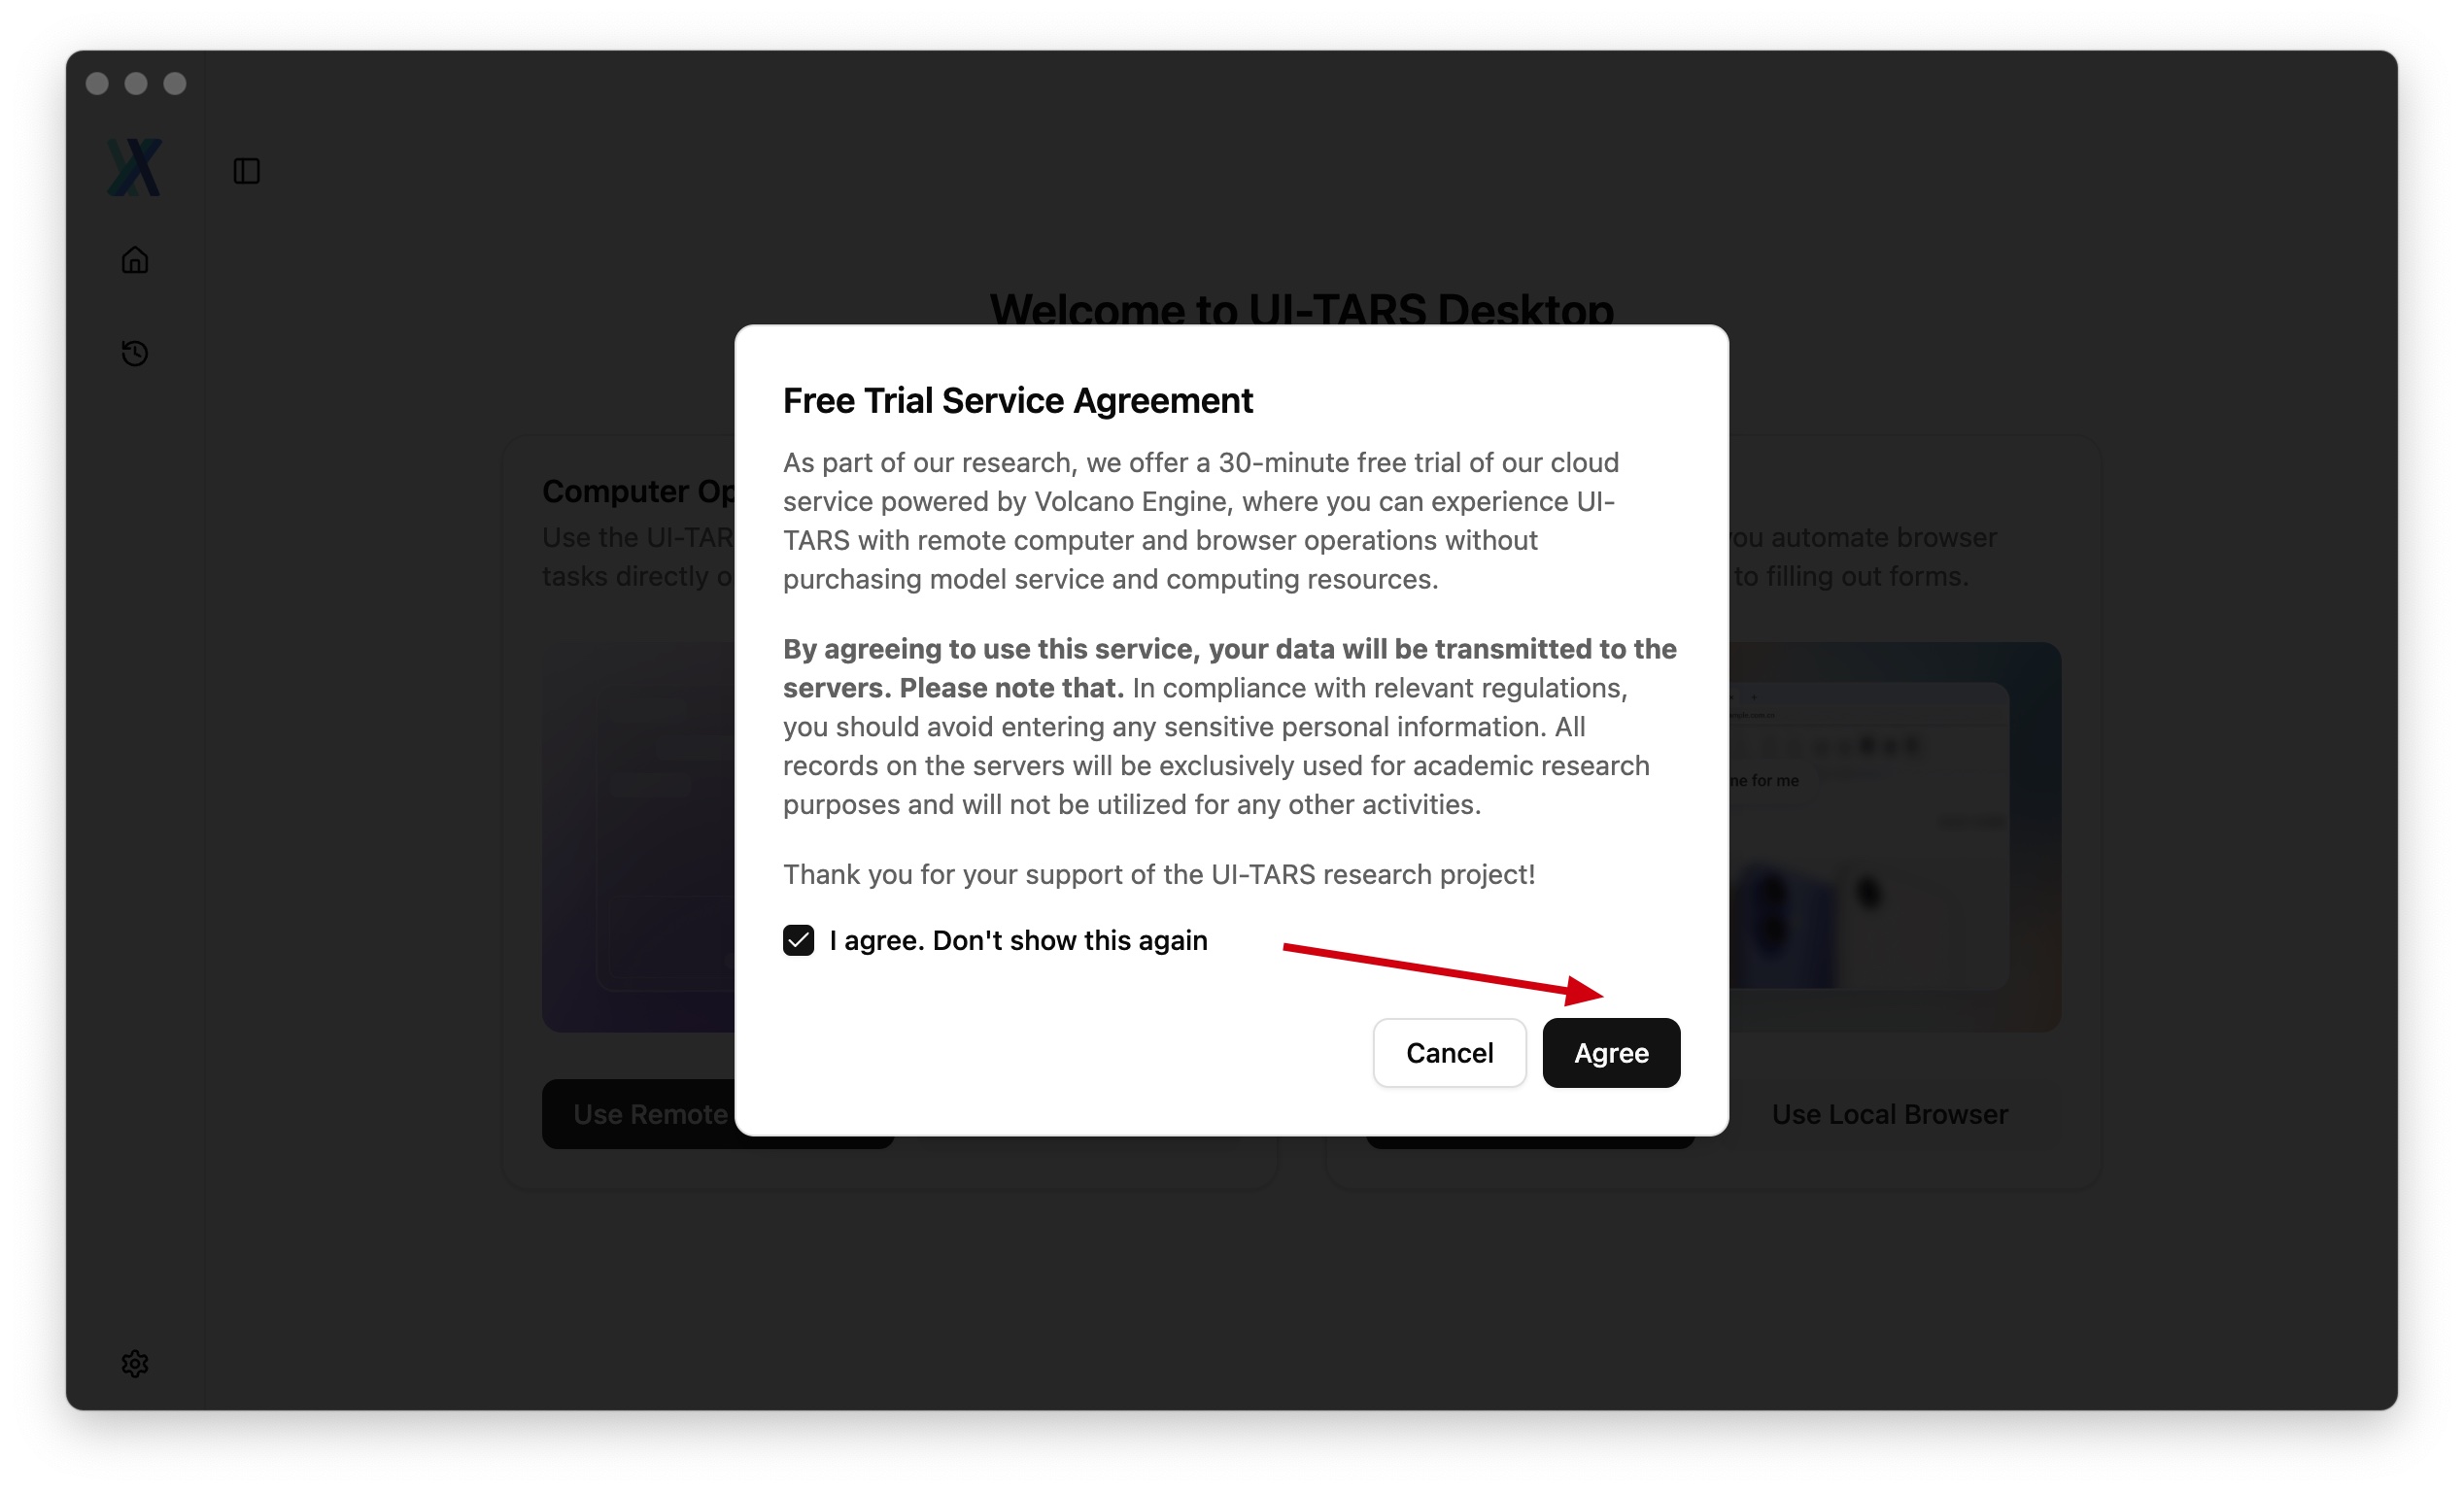 Welcome to UI-TARS Desktop
Free Trial Service Agreement
As part of our research, we offer a 30-minute free trial of our cloud
service powered by Volcano Engine, where you can experience UI-
TARS with remote computer and browser operations without
purchasing model service and computing resources.
By agreeing to use this service, your data will be transmitted to the
servers. Please note that. In compliance with relevant regulations,
you should avoid entering any sensitive personal information. All
records on the servers will be exclusively used for academic research
purposes and will not be utilized for any other activities.
Thank you for your support of the UI-TARS research project!
I agree. Don't show this again
Cancel
Agree
Computer Op
Use the UI-TAR
tasks directly o
Use Remote
you automate browser
to filling out forms.
ne for me
Use Local Browser